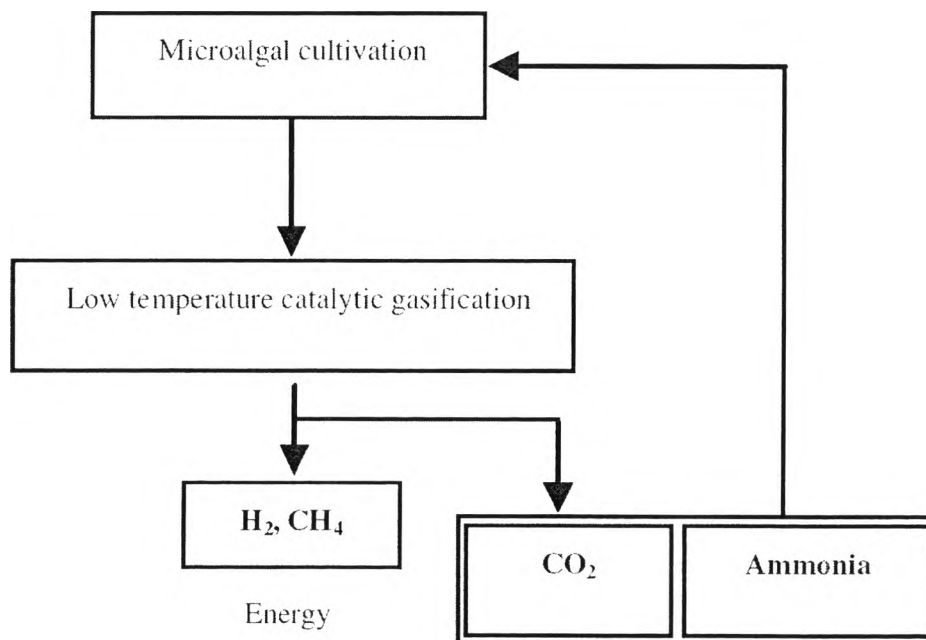 Microalgal cultivation
Low temperature catalytic gasification
H₂, CH₄
CO₂
Ammonia
Energy